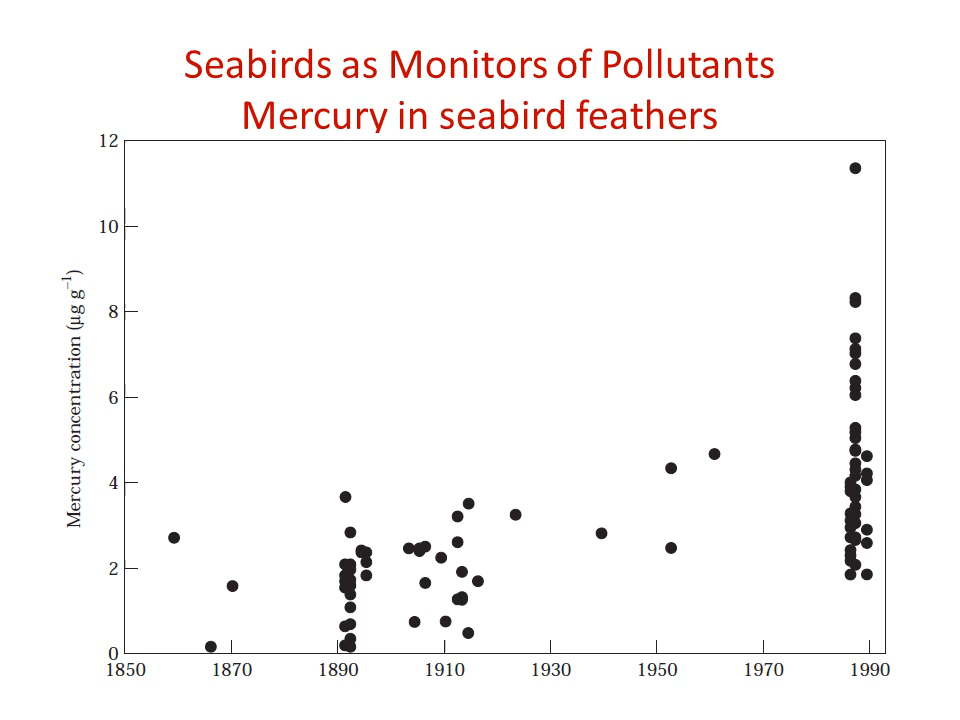 Seabirds as Monitors of Pollutants
Mercury in seabird feathers
12
10
8
6
4
2
0
Mercury concentration (µg g⁻¹)
1850 1870 1890 1910 1930 1950 1970 1990